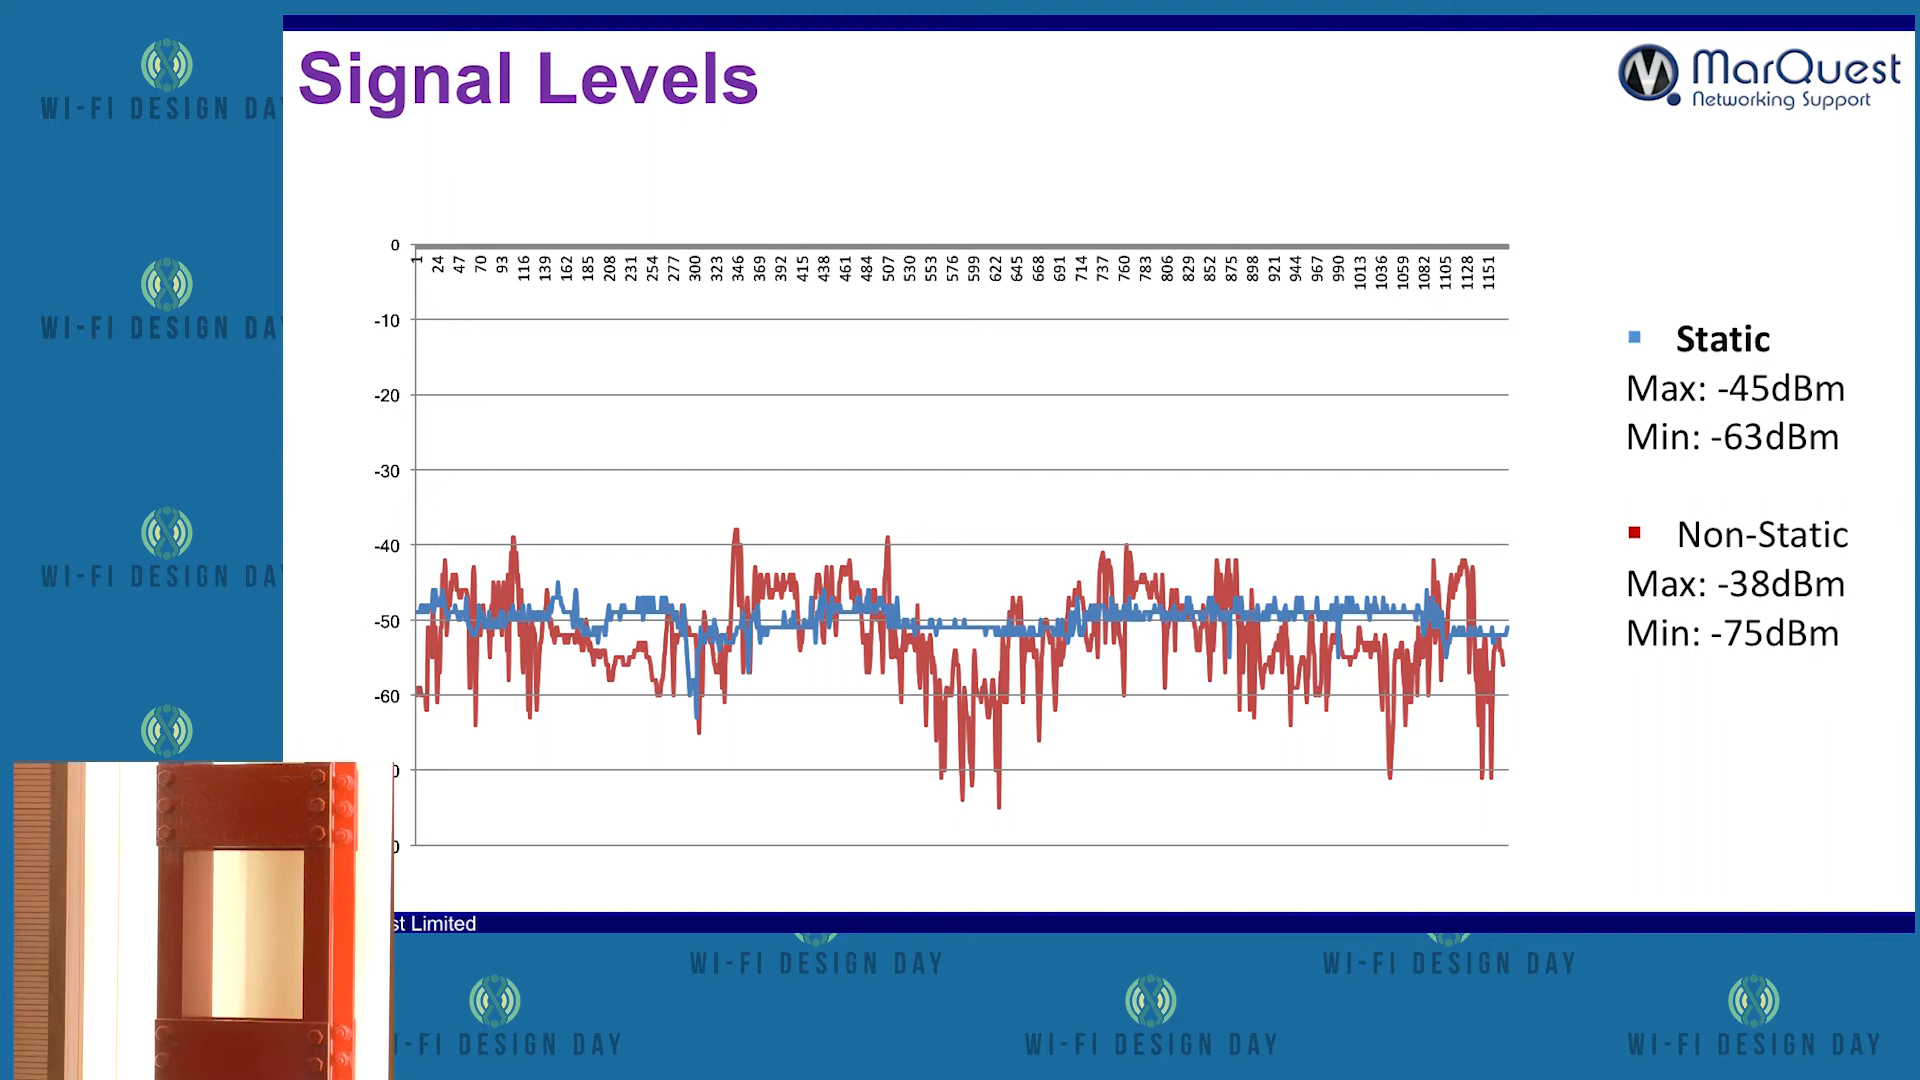 Signal Levels
MarQuest
Networking Support
WI-FI DESIGN DAY
WI-FI DESIGN DAY
WI-FI DESIGN DAY
0
1 24 47 70 93 116 139 162 185 208 231 254 277 300 323 346 369 392 415 438 461 484 507 530 553 576 599 622 645 668 691 714 737 760 783 806 829 852 875 898 921 944 967 990 1013 1036 1059 1082 1105 1128 1151
-10
-20
-30
-40
-50
-60
0
0
Static
Max: -45dBm
Min: -63dBm
Non-Static
Max: -38dBm
Min: -75dBm
st Limited
WI-FI DESIGN DAY
WI-FI DESIGN DAY
-FI DESIGN DAY
WI-FI DESIGN DAY
WI-FI DESIGN DAY